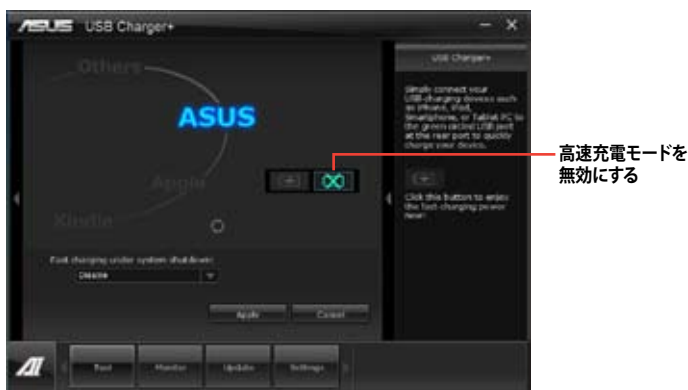 ASUS USB Charger+
Others
ASUS
Apple
Kindle
Fast charging under system shutdown:
Disable
Apply
Cancel
USB Charger+
Simply connect your
USB-charging devices such
as iPhone, iPad,
Smartphone, or Tablet PC to
the green circled USB port
at the rear port to quickly
charge your device.
Click this button to enjoy
the fast-charging power
now!
高速充電モードを
無効にする
Tool
Monitor
Update
Settings